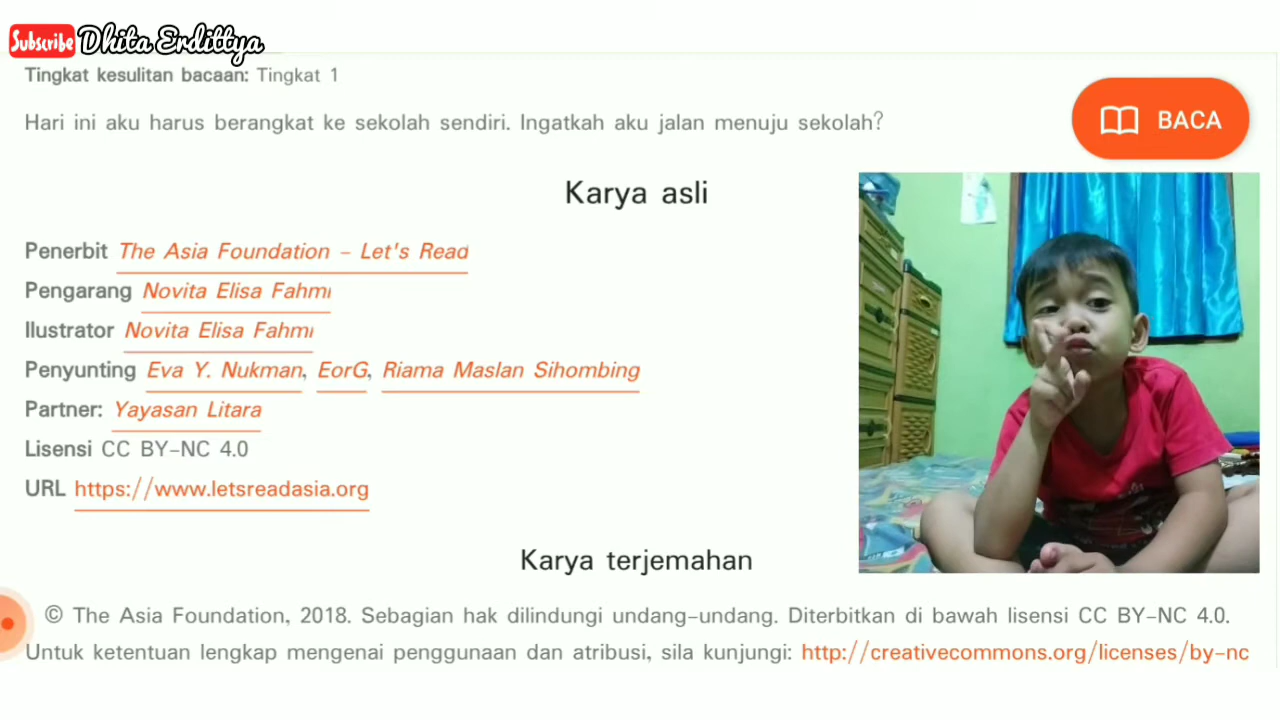 Subscribe Dhita Erdittya
Tingkat kesulitan bacaan: Tingkat 1
Hari ini aku harus berangkat ke sekolah sendiri. Ingatkah aku jalan menuju sekolah?
BACA
Karya asli
Penerbit The Asia Foundation - Let's Read
Pengarang Novita Elisa Fahmi
Ilustrator Novita Elisa Fahmi
Penyunting Eva Y. Nukman, EorG, Riama Maslan Sihombing
Partner: Yayasan Litara
Lisensi CC BY-NC 4.0
URL https://www.letsreadasia.org
Karya terjemahan
© The Asia Foundation, 2018. Sebagian hak dilindungi undang-undang. Diterbitkan di bawah lisensi CC BY-NC 4.0.
Untuk ketentuan lengkap mengenai penggunaan dan atribusi, sila kunjungi: http://creativecommons.org/licenses/by-nc